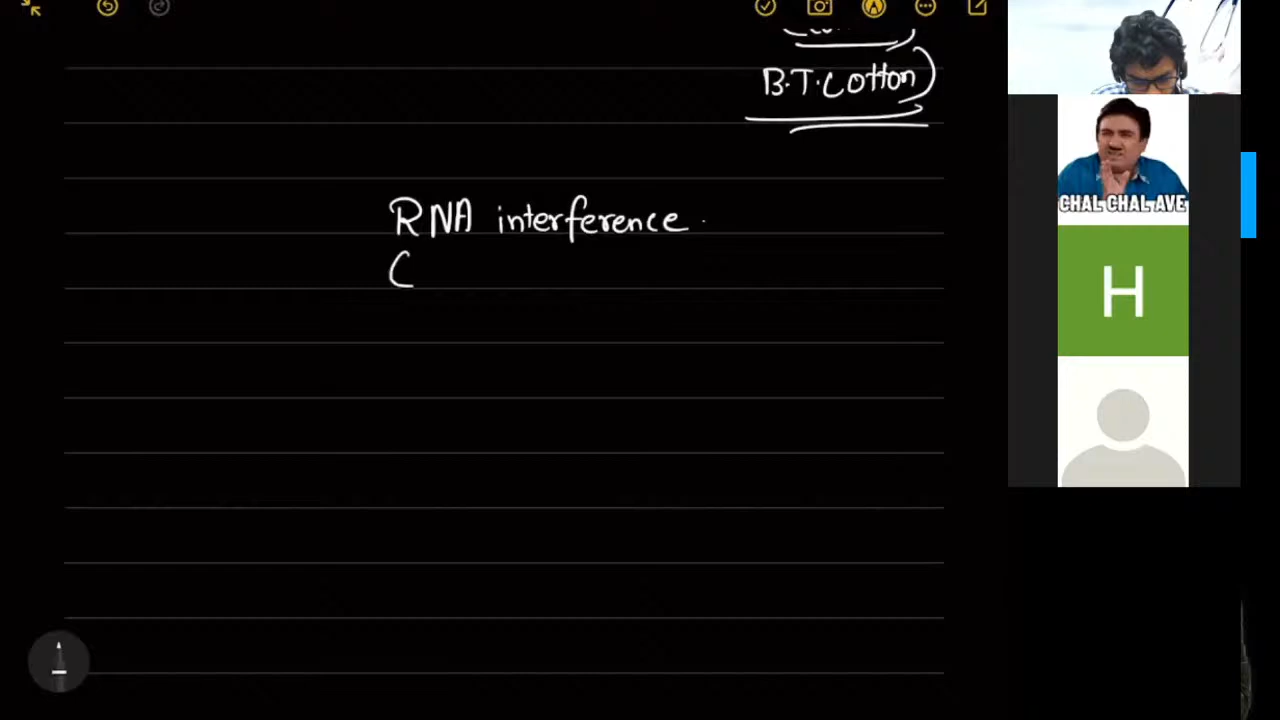 B.T. Cotton)
RNA interference.
(
CHAL CHAL AVE
H